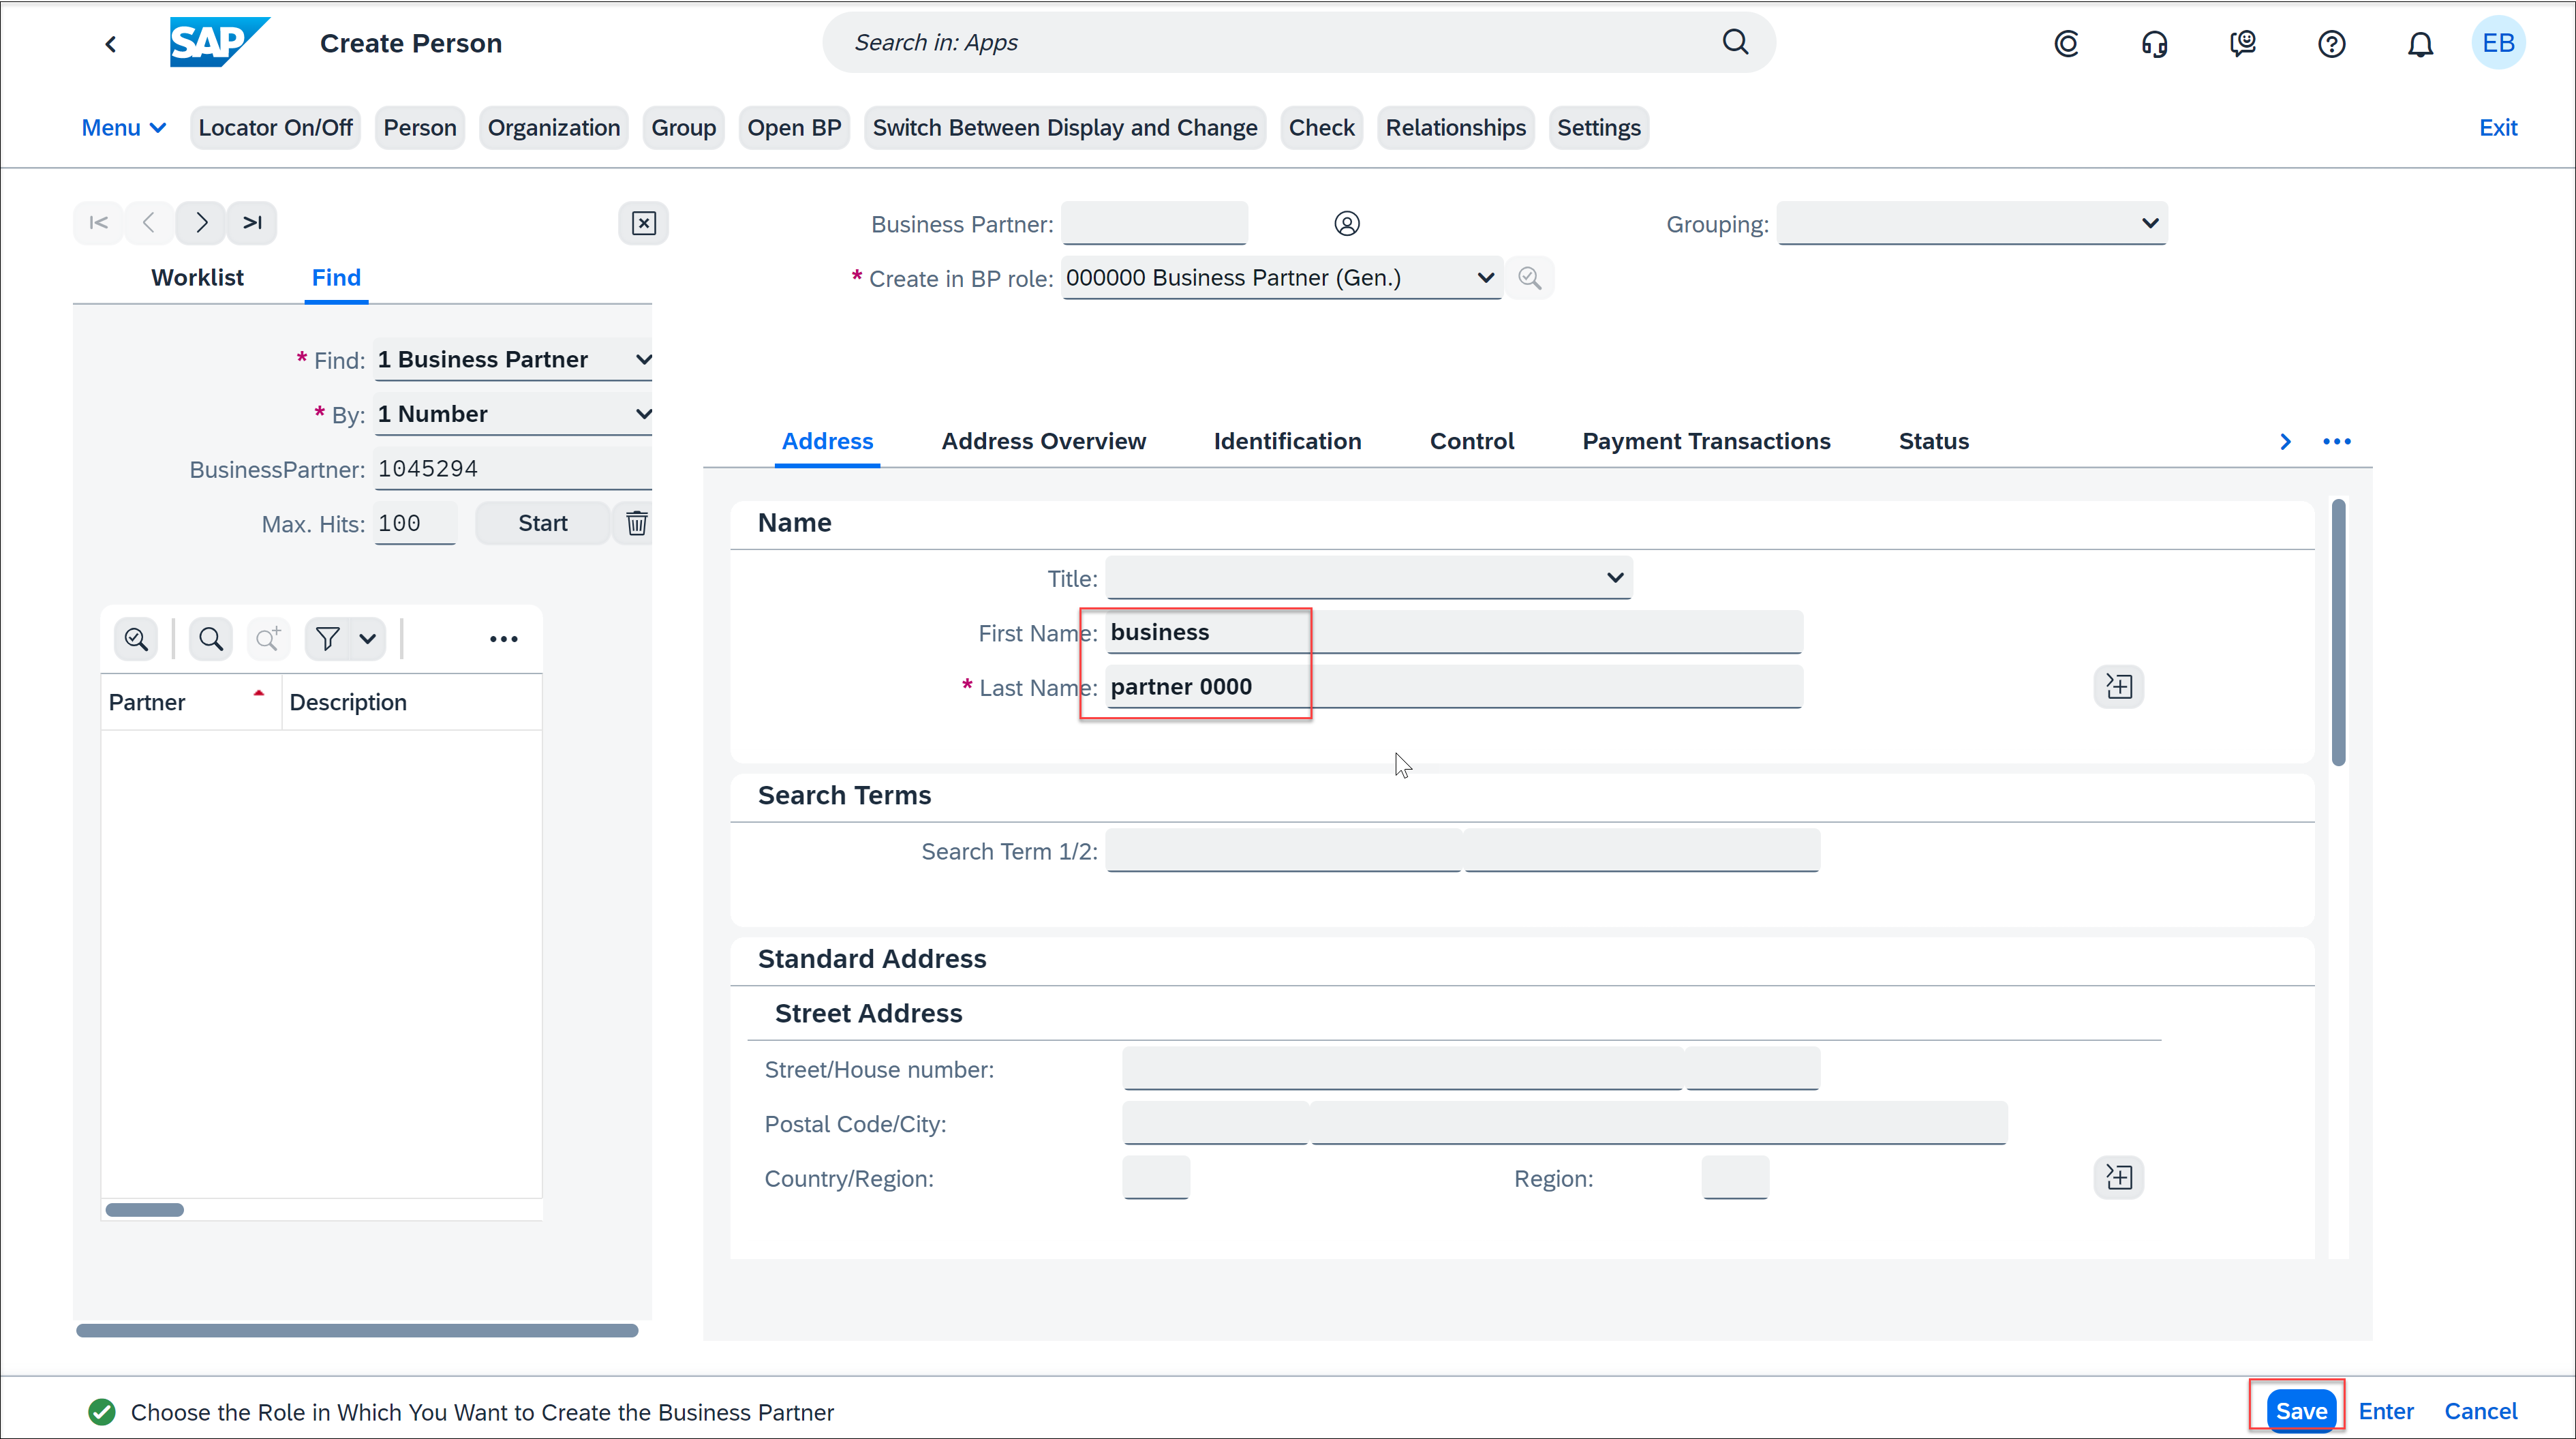 SAP Create Person Search in: Apps EB
Menu Locator On/Off Person Organization Group Open BP Switch Between Display and Change Check Relationships Settings Exit
Worklist Find
* Find: 1 Business Partner
* By: 1 Number
BusinessPartner: 1045294
Max. Hits: 100 Start
Partner Description
Business Partner: Grouping:
* Create in BP role: 000000 Business Partner (Gen.)
Address Address Overview Identification Control Payment Transactions Status
Name
Title:
First Name: business
* Last Name: partner 0000
Search Terms
Search Term 1/2:
Standard Address
Street Address
Street/House number:
Postal Code/City:
Country/Region: Region:
Choose the Role in Which You Want to Create the Business Partner Save Enter Cancel